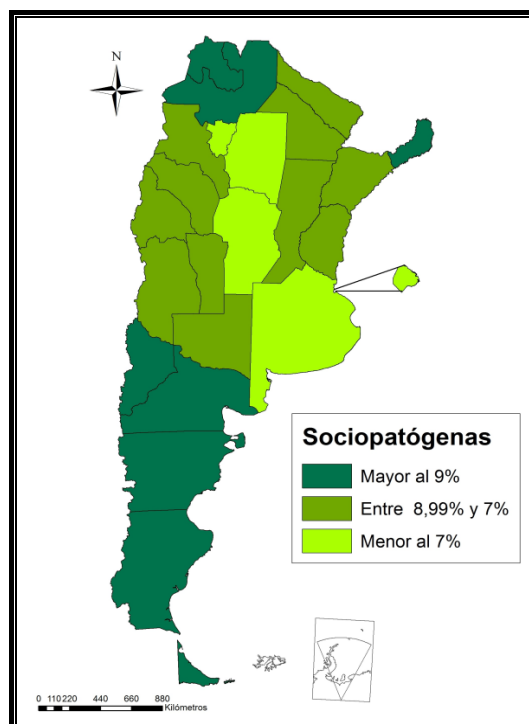 N
Sociopatógenas
Mayor al 9%
Entre 8,99% y 7%
Menor al 7%
0 110 220 440 660 880
Kilómetros